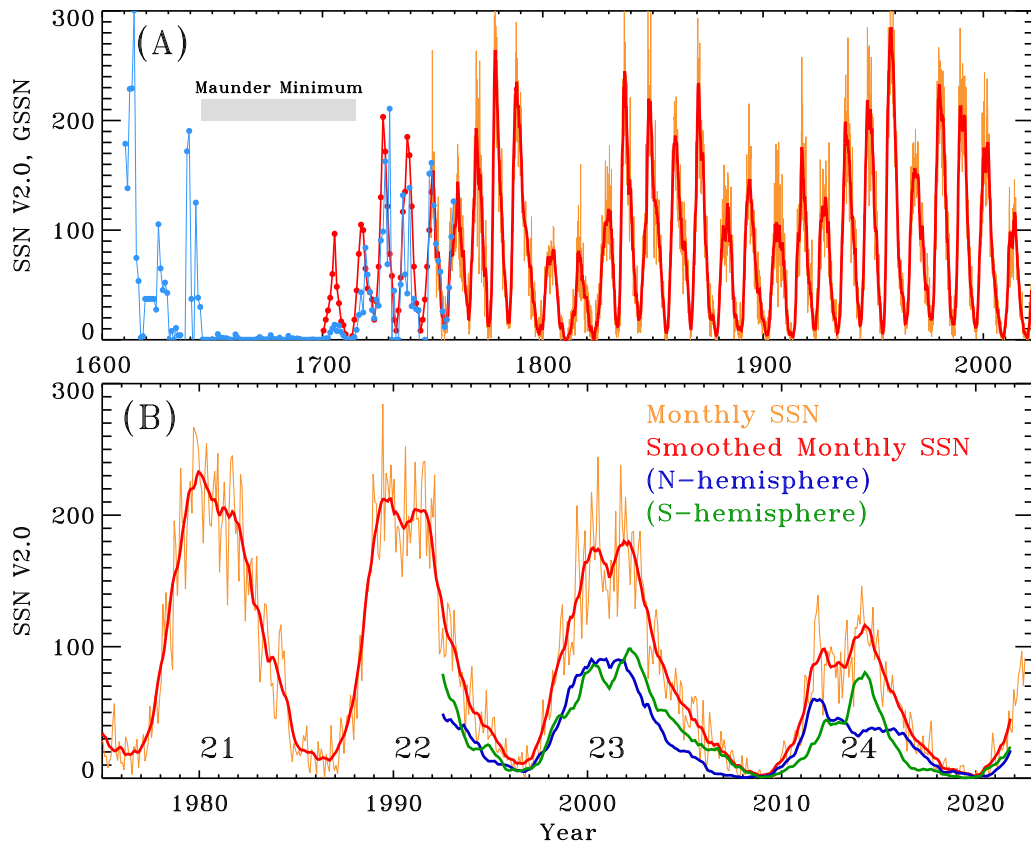 300
(A)
Maunder Minimum
200
100
0
SSN V2.0, GSSN
1600 1700 1800 1900 2000
300
(B)
Monthly SSN
Smoothed Monthly SSN
(N-hemisphere)
(S-hemisphere)
200
100
0
SSN V2.0
21 22 23 24
1980 1990 2000 2010 2020
Year